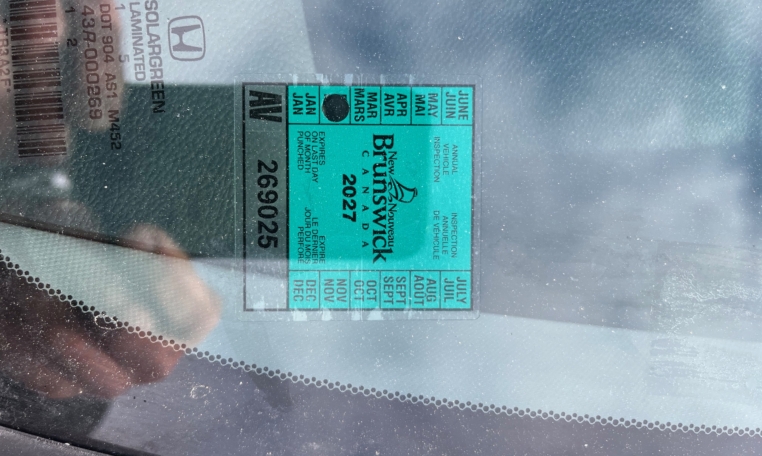 SOLARGREEN
LAMINATED
DOT 904 AS1 M452
43R-000269
1 2
JUNE
JUIN
MAY
MAI
APR
AVR
MAR
MARS
JAN
JAN
ANNUAL
VEHICLE
INSPECTION
INSPECTION
ANNUELLE
DE VÉHICULE
New Nouveau
Brunswick
CANADA
2027
EXPIRES
ON LAST DAY
OF MONTH
PUNCHED
EXPIRE
LE DERNIER
JOUR DU MOIS
PERFORÉ
JULY
JUIL
AUG
AOÛT
SEPT
SEPT
OCT
OCT
NOV
NOV
DEC
DEC
AV 269025